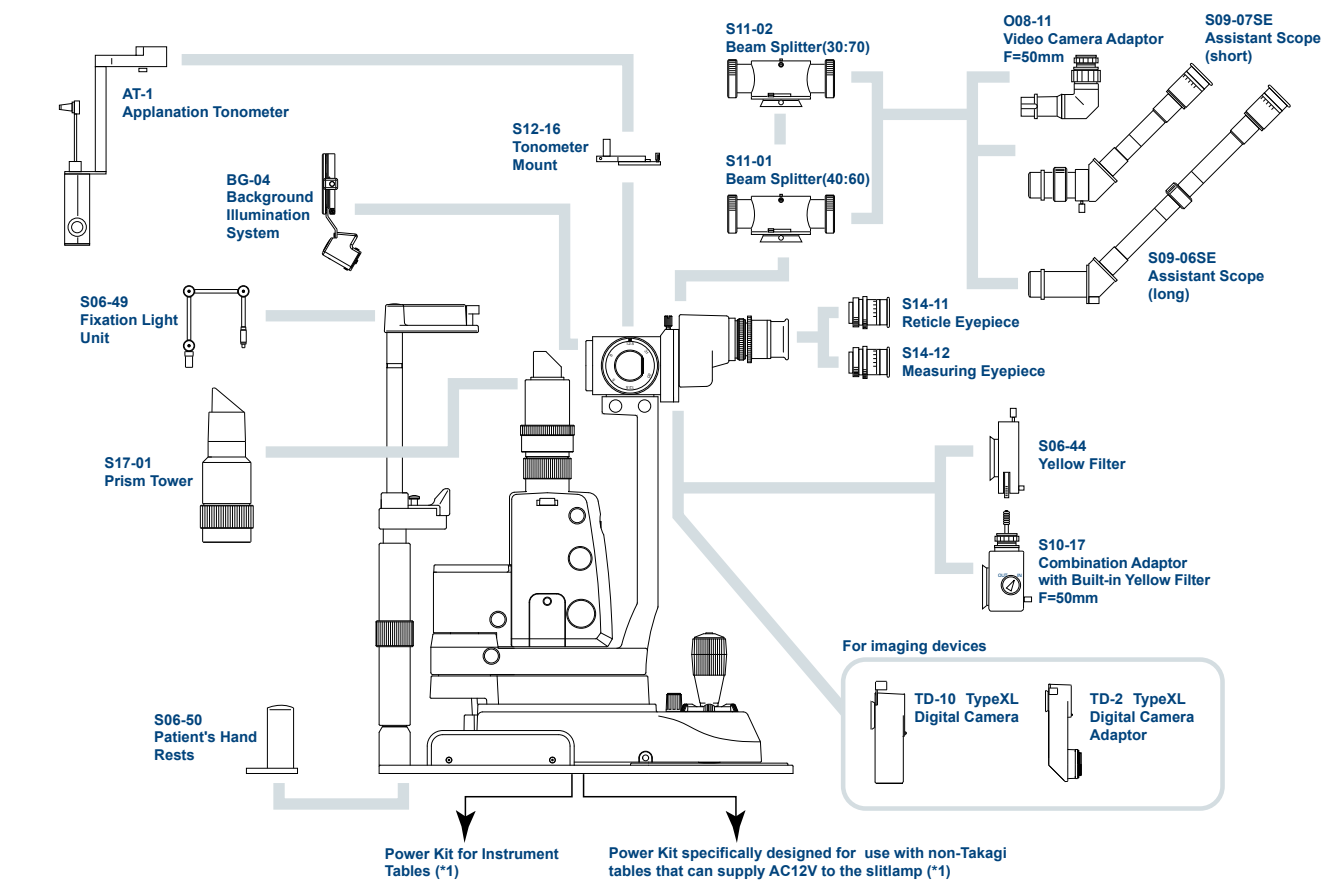 AT-1
Applanation Tonometer
BG-04
Background
Illumination
System
S06-49
Fixation Light
Unit
S17-01
Prism Tower
S06-50
Patient's Hand
Rests
S12-16
Tonometer
Mount
S11-02
Beam Splitter(30:70)
S11-01
Beam Splitter(40:60)
O08-11
Video Camera Adaptor
F=50mm
S09-07SE
Assistant Scope
(short)
S09-06SE
Assistant Scope
(long)
S14-11
Reticle Eyepiece
S14-12
Measuring Eyepiece
S06-44
Yellow Filter
S10-17
Combination Adaptor
with Built-in Yellow Filter
F=50mm
OUT IN
For imaging devices
TD-10 TypeXL
Digital Camera
TD-2 TypeXL
Digital Camera
Adaptor
Power Kit for Instrument
Tables (*1)
Power Kit specifically designed for use with non-Takagi
tables that can supply AC12V to the slitlamp (*1)